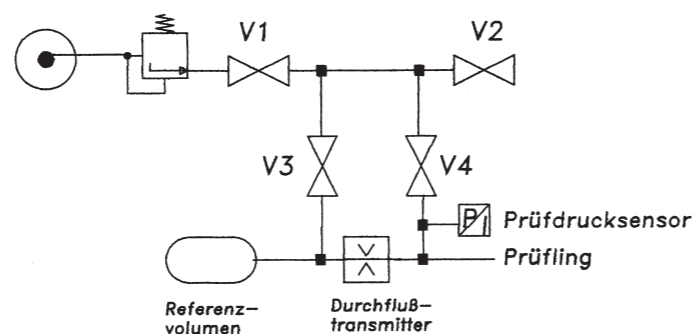 V1
V2
V3
V4
P/I
Prüfdrucksensor
Prüfling
Referenz-
volumen
Durchfluß-
transmitter